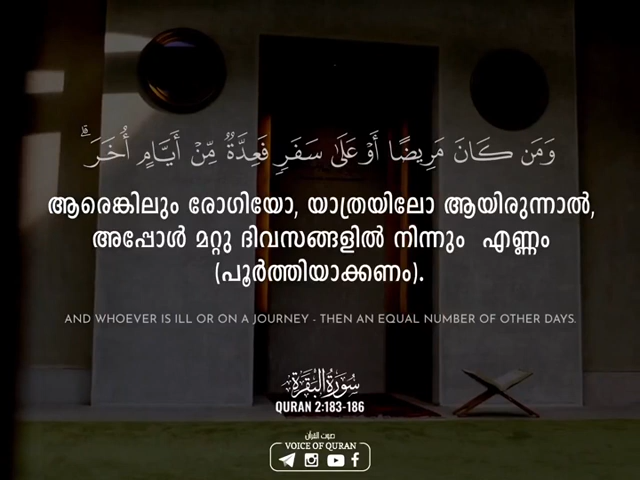 وَمَن كَانَ مَرِيضًا أَوْ عَلَىٰ سَفَرٍ فَعِدَّةٌ مِّنْ أَيَّامٍ أُخَرَ ۗ
ആരെങ്കിലും രോഗിയോ, യാത്രയിലോ ആയിരുന്നാൽ,
അപ്പോൾ മറ്റു ദിവസങ്ങളിൽ നിന്നും എണ്ണം
(പൂർത്തിയാക്കണം).
AND WHOEVER IS ILL OR ON A JOURNEY - THEN AN EQUAL NUMBER OF OTHER DAYS.
سُورَةُ الْبَقَرَةِ
QURAN 2:183-186
صوت القرآن
VOICE OF QURAN